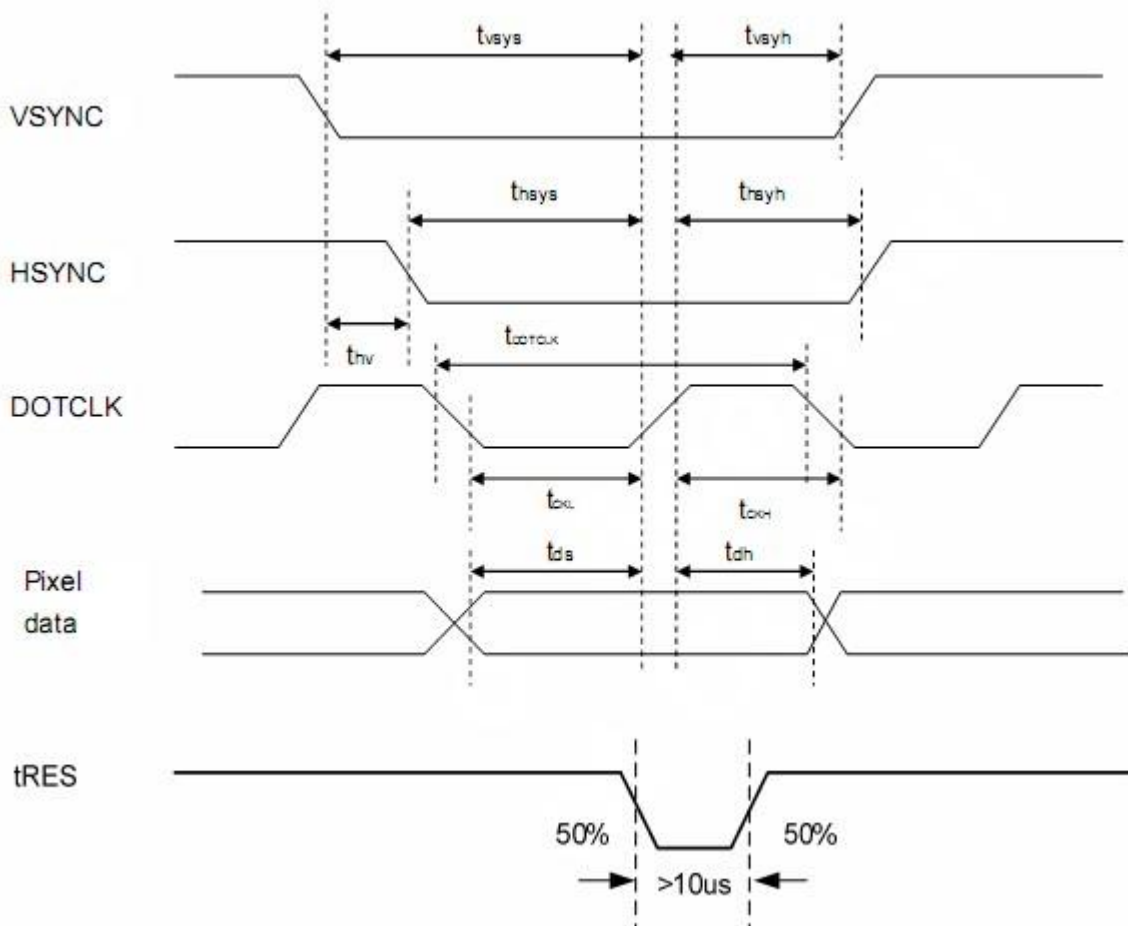 tvsys
tvsyh
VSYNC
thsys
thsyh
HSYNC
thv
tDOTCLK
DOTCLK
tCKL
tCKH
tds
tdh
Pixel
data
tRES
50%
50%
>10us